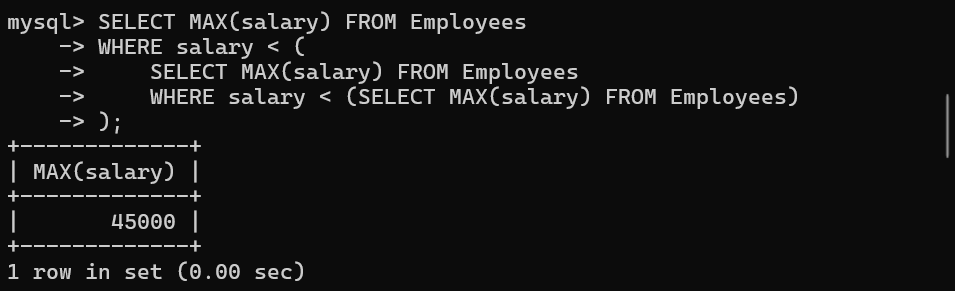 mysql> SELECT MAX(salary) FROM Employees
    -> WHERE salary < (
    ->     SELECT MAX(salary) FROM Employees
    ->     WHERE salary < (SELECT MAX(salary) FROM Employees)
    -> );
+-------------+
| MAX(salary) |
+-------------+
|       45000 |
+-------------+
1 row in set (0.00 sec)